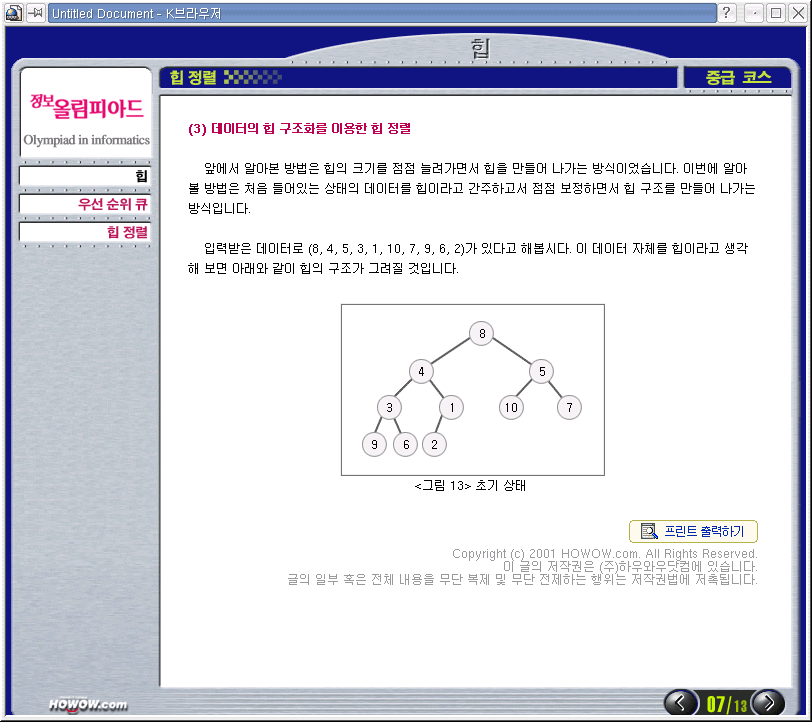 Untitled Document - K브라우저
힙
힙 정렬
중급 코스
정보올림피아드
Olympiad in informatics
힙
우선 순위 큐
힙 정렬
(3) 데이터의 힙 구조화를 이용한 힙 정렬
앞에서 알아본 방법은 힙의 크기를 점점 늘려가면서 힙을 만들어 나가는 방식이었습니다. 이번에 알아
볼 방법은 처음 들어있는 상태의 데이터를 힙이라고 간주하고서 점점 보정하면서 힙 구조를 만들어 나가는
방식입니다.
입력받은 데이터로 (8, 4, 5, 3, 1, 10, 7, 9, 6, 2)가 있다고 해봅시다. 이 데이터 자체를 힙이라고 생각
해 보면 아래와 같이 힙의 구조가 그려질 것입니다.
8
4 5
3 1 10 7
9 6 2
<그림 13> 초기 상태
프린트 출력하기
Copyright (c) 2001 HOWOW.com. All Rights Reserved.
이 글의 저작권은 (주)하우와우닷컴에 있습니다.
글의 일부 혹은 전체 내용을 무단 복제 및 무단 전제하는 행위는 저작권법에 저촉됩니다.
HOWOW.com
07/13